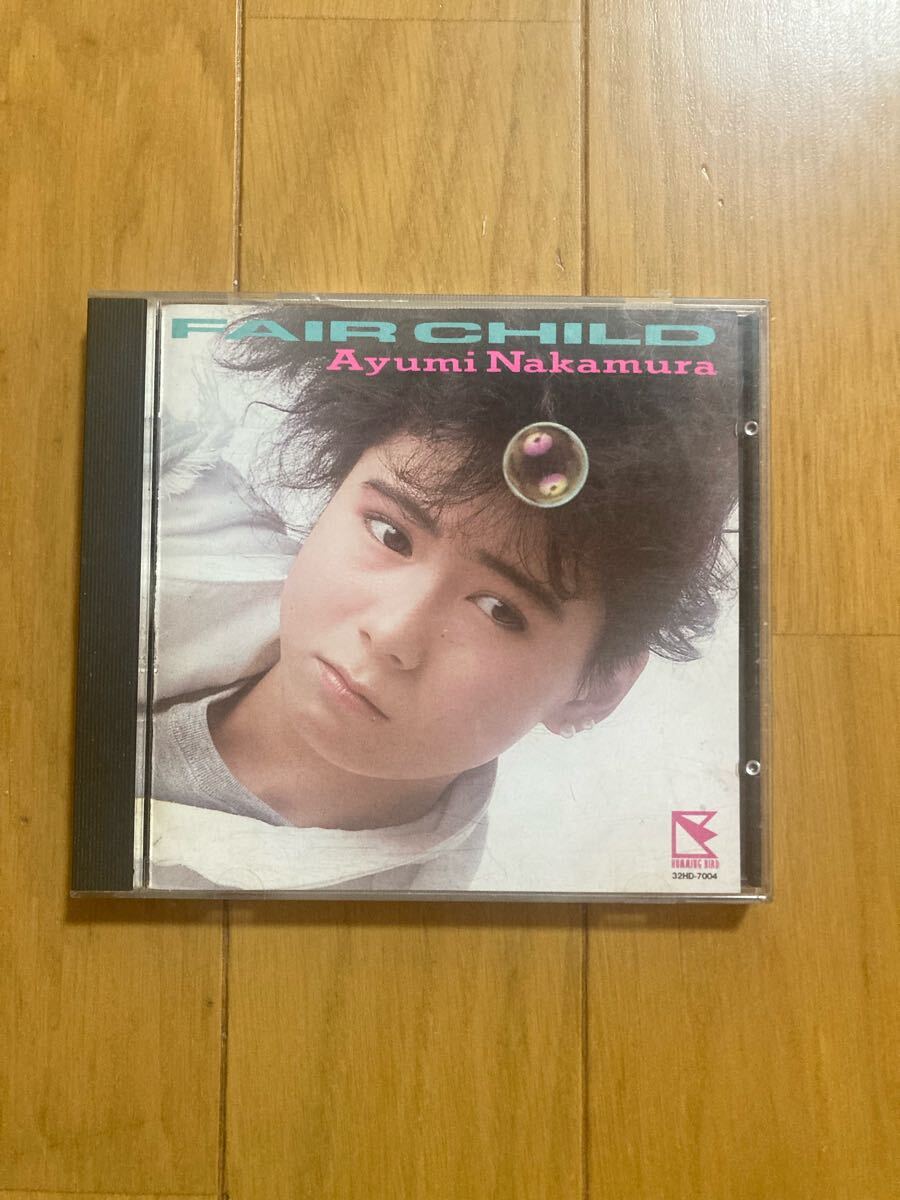 FAIR CHILD
Ayumi Nakamura
HUMMING BIRD
32HD-7004